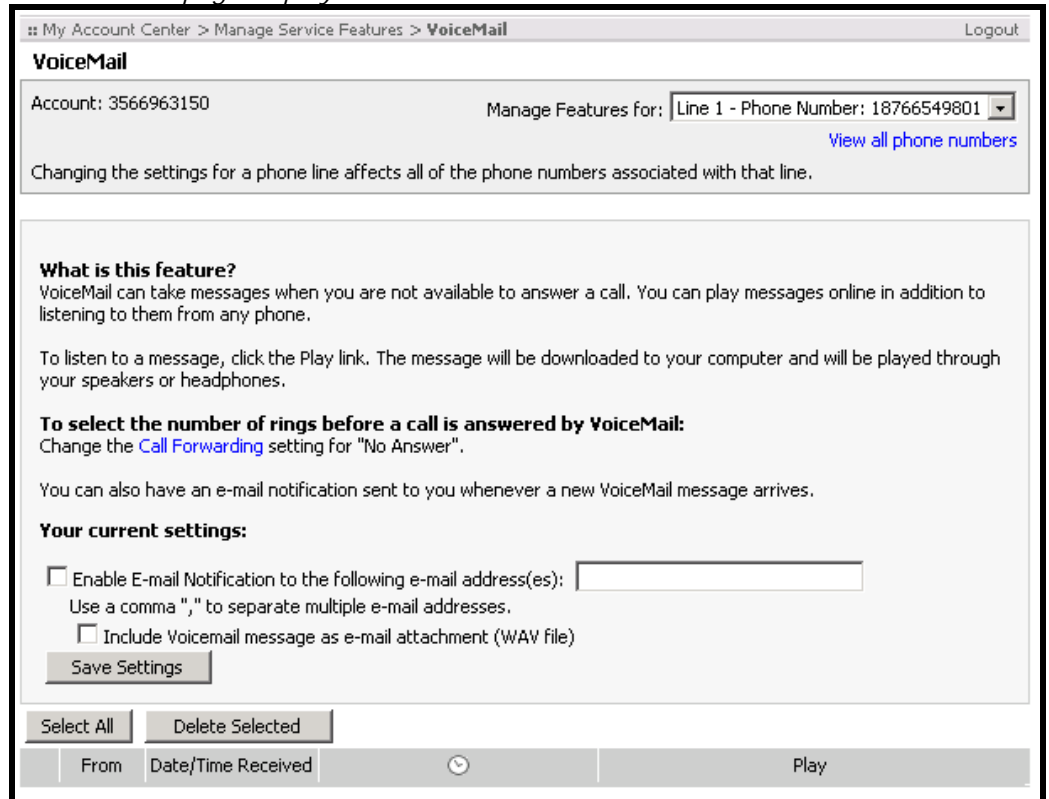 :: My Account Center > Manage Service Features > VoiceMail Logout
VoiceMail
Account: 3566963150 Manage Features for: Line 1 - Phone Number: 18766549801
View all phone numbers
Changing the settings for a phone line affects all of the phone numbers associated with that line.
What is this feature?
VoiceMail can take messages when you are not available to answer a call. You can play messages online in addition to
listening to them from any phone.
To listen to a message, click the Play link. The message will be downloaded to your computer and will be played through
your speakers or headphones.
To select the number of rings before a call is answered by VoiceMail:
Change the Call Forwarding setting for "No Answer".
You can also have an e-mail notification sent to you whenever a new VoiceMail message arrives.
Your current settings:
Enable E-mail Notification to the following e-mail address(es):
Use a comma "," to separate multiple e-mail addresses.
Include Voicemail message as e-mail attachment (WAV file)
Save Settings
Select All Delete Selected
From Date/Time Received Play